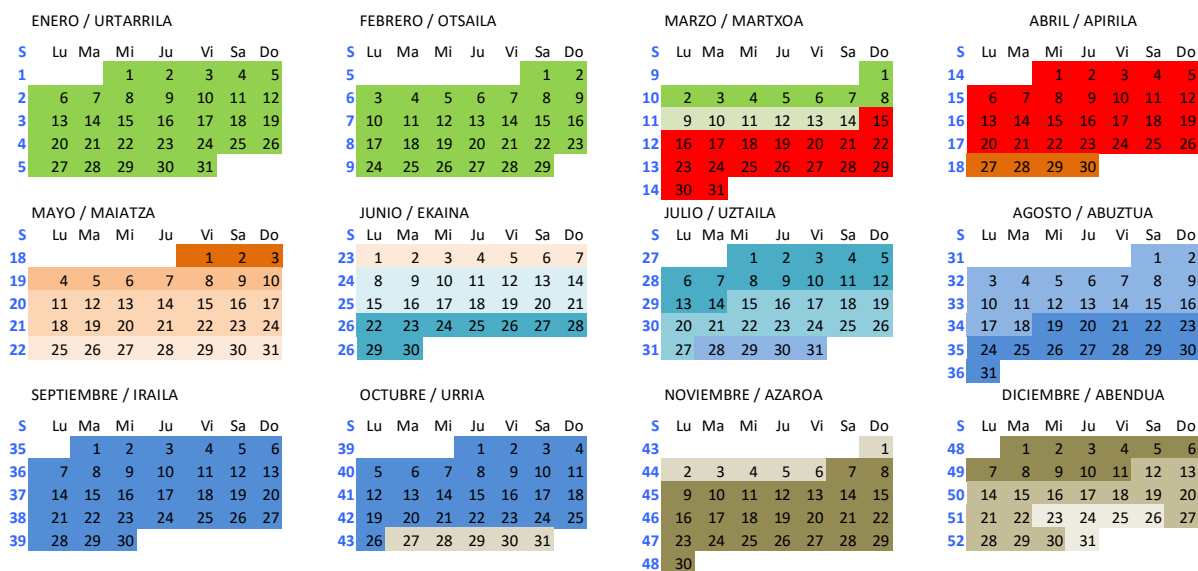 ENERO / URTARRILA
S Lu Ma Mi Ju Vi Sa Do
1 1 2 3 4 5
2 6 7 8 9 10 11 12
3 13 14 15 16 17 18 19
4 20 21 22 23 24 25 26
5 27 28 29 30 31
FEBRERO / OTSAILA
S Lu Ma Mi Ju Vi Sa Do
5 1 2
6 3 4 5 6 7 8 9
7 10 11 12 13 14 15 16
8 17 18 19 20 21 22 23
9 24 25 26 27 28 29
MARZO / MARTXOA
S Lu Ma Mi Ju Vi Sa Do
9 1
10 2 3 4 5 6 7 8
11 9 10 11 12 13 14 15
12 16 17 18 19 20 21 22
13 23 24 25 26 27 28 29
14 30 31
ABRIL / APIRILA
S Lu Ma Mi Ju Vi Sa Do
14 1 2 3 4 5
15 6 7 8 9 10 11 12
16 13 14 15 16 17 18 19
17 20 21 22 23 24 25 26
18 27 28 29 30
MAYO / MAIATZA
S Lu Ma Mi Ju Vi Sa Do
18 1 2 3
19 4 5 6 7 8 9 10
20 11 12 13 14 15 16 17
21 18 19 20 21 22 23 24
22 25 26 27 28 29 30 31
JUNIO / EKAINA
S Lu Ma Mi Ju Vi Sa Do
23 1 2 3 4 5 6 7
24 8 9 10 11 12 13 14
25 15 16 17 18 19 20 21
26 22 23 24 25 26 27 28
26 29 30
JULIO / UZTAILA
S Lu Ma Mi Ju Vi Sa Do
27 1 2 3 4 5
28 6 7 8 9 10 11 12
29 13 14 15 16 17 18 19
30 20 21 22 23 24 25 26
31 27 28 29 30 31
AGOSTO / ABUZTUA
S Lu Ma Mi Ju Vi Sa Do
31 1 2
32 3 4 5 6 7 8 9
33 10 11 12 13 14 15 16
34 17 18 19 20 21 22 23
35 24 25 26 27 28 29 30
36 31
SEPTIEMBRE / IRAILA
S Lu Ma Mi Ju Vi Sa Do
35 1 2 3 4 5 6
36 7 8 9 10 11 12 13
37 14 15 16 17 18 19 20
38 21 22 23 24 25 26 27
39 28 29 30
OCTUBRE / URRIA
S Lu Ma Mi Ju Vi Sa Do
39 1 2 3 4
40 5 6 7 8 9 10 11
41 12 13 14 15 16 17 18
42 19 20 21 22 23 24 25
43 26 27 28 29 30 31
NOVIEMBRE / AZAROA
S Lu Ma Mi Ju Vi Sa Do
43 1
44 2 3 4 5 6 7 8
45 9 10 11 12 13 14 15
46 16 17 18 19 20 21 22
47 23 24 25 26 27 28 29
48 30
DICIEMBRE / ABENDUA
S Lu Ma Mi Ju Vi Sa Do
48 1 2 3 4 5 6
49 7 8 9 10 11 12 13
50 14 15 16 17 18 19 20
51 21 22 23 24 25 26 27
52 28 29 30 31